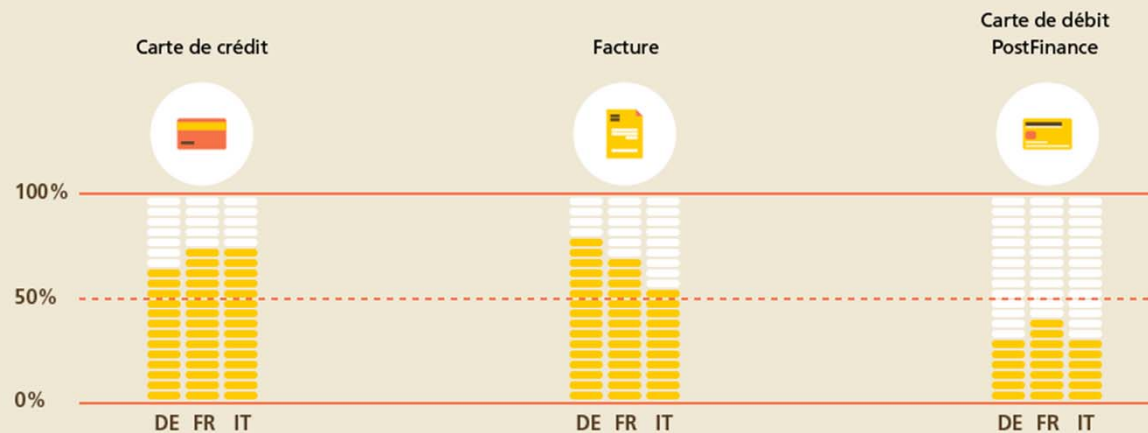 Carte de crédit
Facture
Carte de débit
PostFinance
100%
50%
0%
DE FR IT
DE FR IT
DE FR IT